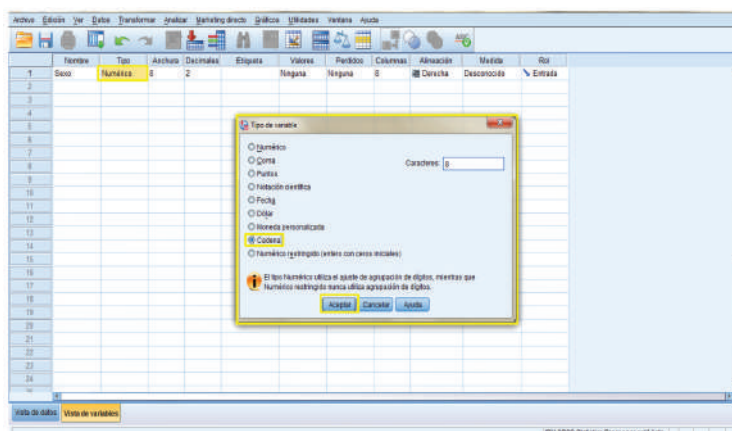 Archivo Edición Ver Datos Transformar Analizar Marketing directo Gráficos Utilidades Ventana Ayuda
Nombre Tipo Anchura Decimales Etiqueta Valores Perdidos Columnas Alineación Medida Rol
1 Sexo Numérico 8 2 Ninguna Ninguna 8 Derecha Desconocido Entrada
2
3
4
5
6
7
8
9
10
11
12
13
14
15
16
17
18
19
20
21
22
23
24
Tipo de variable
Numérico
Coma
Puntos
Notación científica
Fecha
Dólar
Moneda personalizada
Cadena
Numérico restringido (entero con ceros iniciales)
Caracteres: 8
El tipo Numérico utiliza el ajuste de agrupación de dígitos, mientras que
Numérico restringido nunca utiliza agrupación de dígitos.
Aceptar Cancelar Ayuda
Vista de datos Vista de variables